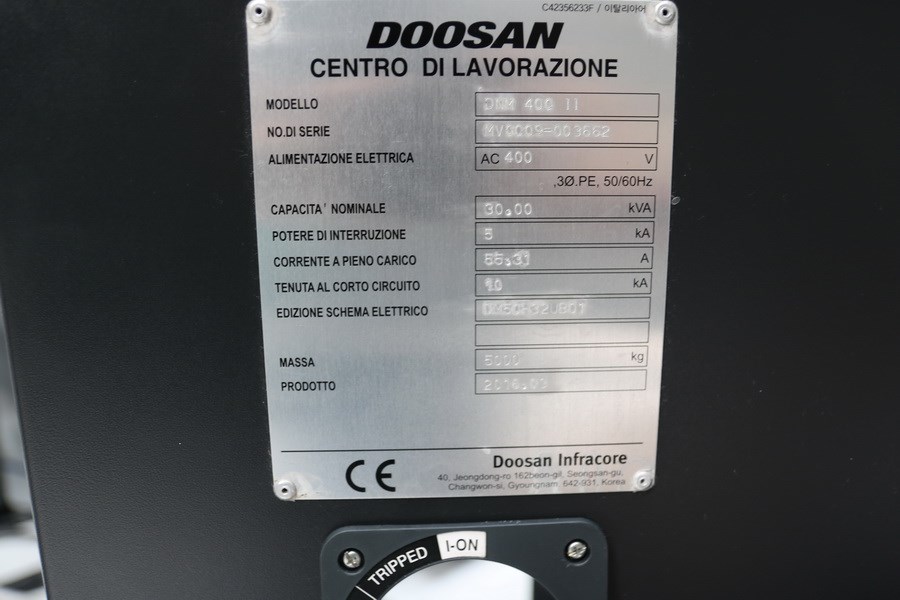 C42356233F / 이탈리아어
DOOSAN
CENTRO DI LAVORAZIONE
MODELLO DNM 400 II
NO.DI SERIE MV0009-003662
ALIMENTAZIONE ELETTRICA AC 400 V
,3Ø.PE, 50/60Hz
CAPACITA' NOMINALE 30.00 kVA
POTERE DI INTERRUZIONE 5 kA
CORRENTE A PIENO CARICO A
TENUTA AL CORTO CIRCUITO 10 kA
EDIZIONE SCHEMA ELETTRICO
MASSA 5000 kg
PRODOTTO
CE
Doosan Infracore
40, Jeongdong-ro 162beon-gil, Seongsan-gu,
Changwon-si, Gyoungnam, 642-931, Korea
TRIPPED I-ON